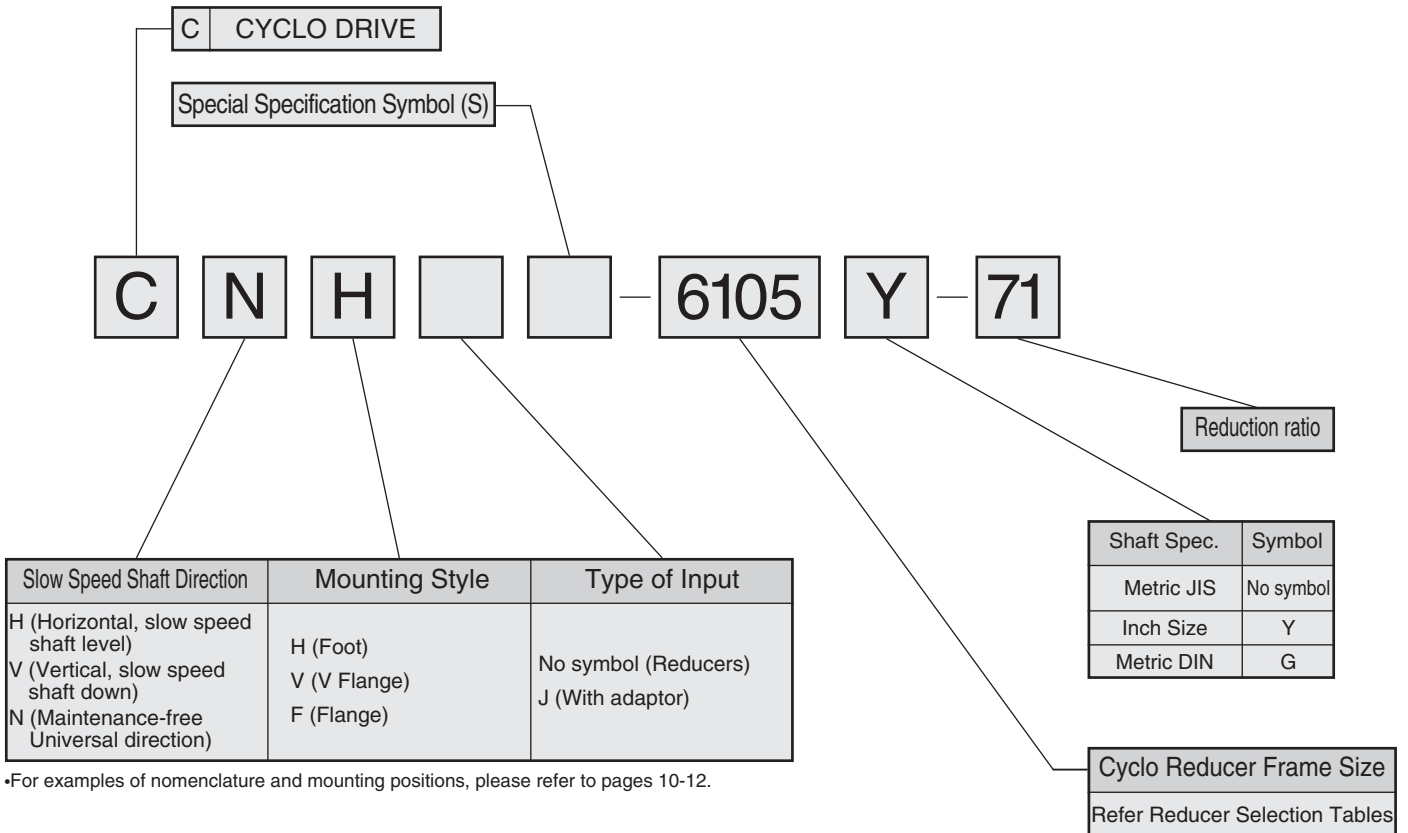 C CYCLO DRIVE
Special Specification Symbol (S)
C N H — 6105 Y — 71
Reduction ratio
Shaft Spec. Symbol
Metric JIS No symbol
Inch Size Y
Metric DIN G
Slow Speed Shaft Direction Mounting Style Type of Input
H (Horizontal, slow speed
shaft level)
V (Vertical, slow speed
shaft down)
N (Maintenance-free
Universal direction)
H (Foot)
V (V Flange)
F (Flange)
No symbol (Reducers)
J (With adaptor)
Cyclo Reducer Frame Size
Refer Reducer Selection Tables
•For examples of nomenclature and mounting positions, please refer to pages 10-12.